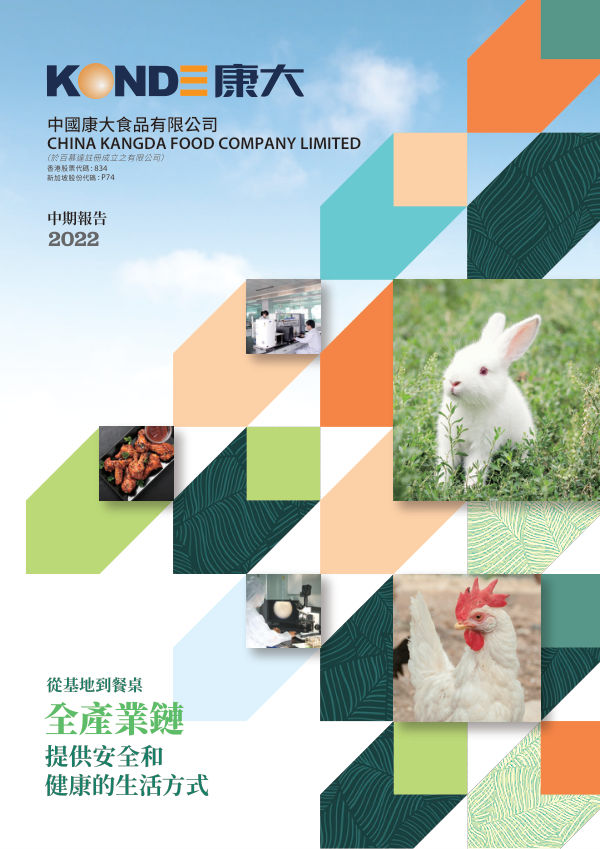 KONDE康大
中國康大食品有限公司
CHINA KANGDA FOOD COMPANY LIMITED
（於百慕達註冊成立之有限公司）
香港股票代碼：834
新加坡股份代碼：P74
中期報告
2022
從基地到餐桌
全產業鏈
提供安全和
健康的生活方式